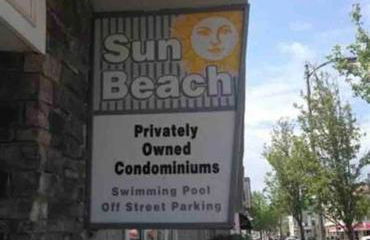 Sun
Beach
Privately
Owned
Condominiums
Swimming Pool
Off Street Parking